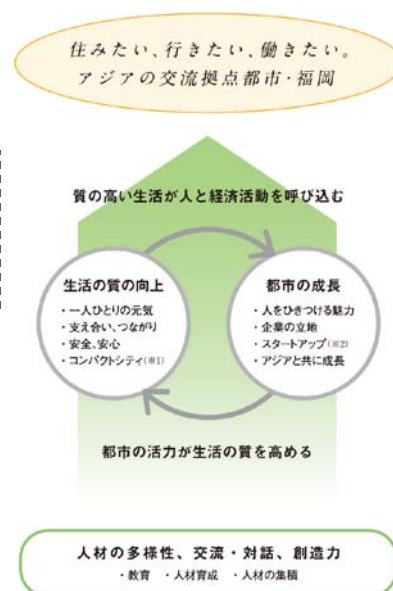 住みたい、行きたい、働きたい。
アジアの交流拠点都市・福岡
質の高い生活が人と経済活動を呼び込む
生活の質の向上
・一人ひとりの元気
・支え合い、つながり
・安全、安心
・コンパクトシティ(※1)
都市の成長
・人をひきつける魅力
・企業の立地
・スタートアップ(※2)
・アジアと共に成長
都市の活力が生活の質を高める
人材の多様性、交流・対話、創造力
・教育 ・人材育成 ・人材の集積